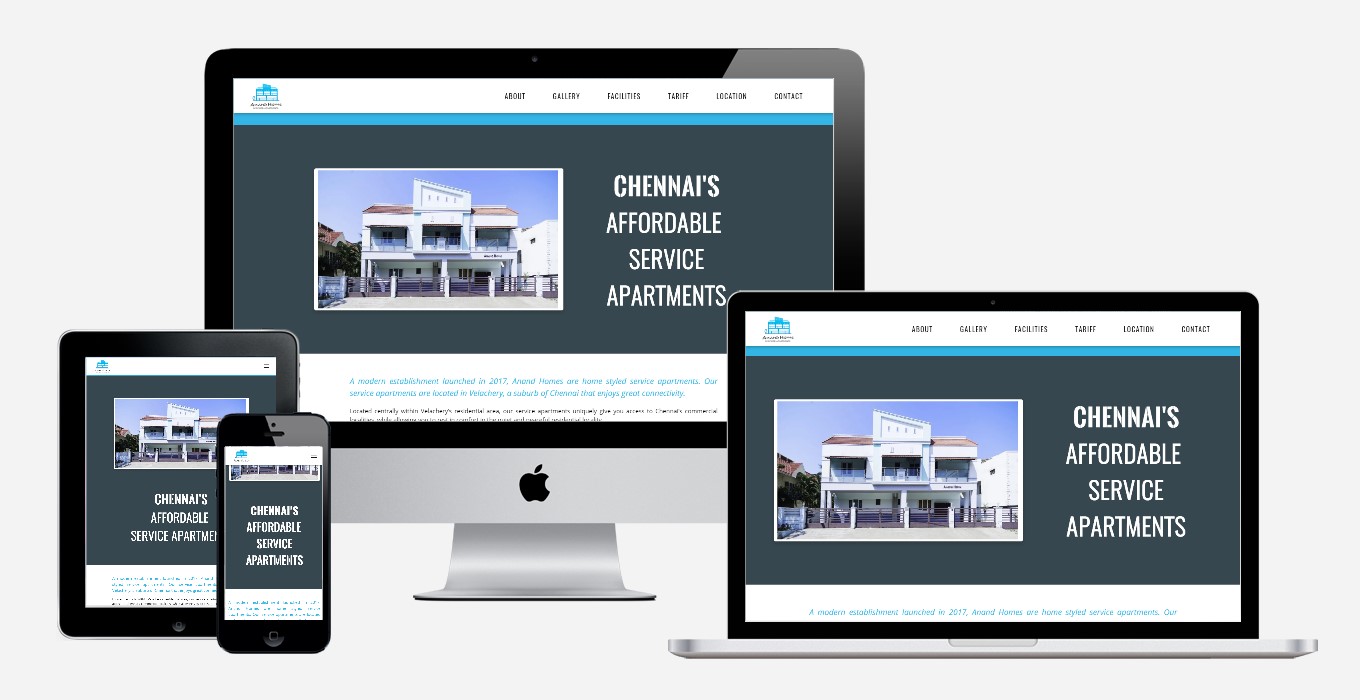 Anand Homes
ABOUT GALLERY FACILITIES TARIFF LOCATION CONTACT
CHENNAI'S
AFFORDABLE
SERVICE
APARTMENTS
A modern establishment launched in 2017, Anand Homes are home styled service apartments. Our
service apartments are located in Velachery, a suburb of Chennai that enjoys great connectivity.
Located centrally within Velachery's residential area, our service apartments uniquely give you access to Chennai's commercial
Anand Homes
ABOUT GALLERY FACILITIES TARIFF LOCATION CONTACT
CHENNAI'S
AFFORDABLE
SERVICE
APARTMENTS
A modern establishment launched in 2017, Anand Homes are home styled service apartments. Our
CHENNAI'S
AFFORDABLE
SERVICE
CHENNAI'S
AFFORDABLE
SERVICE
APARTMENTS